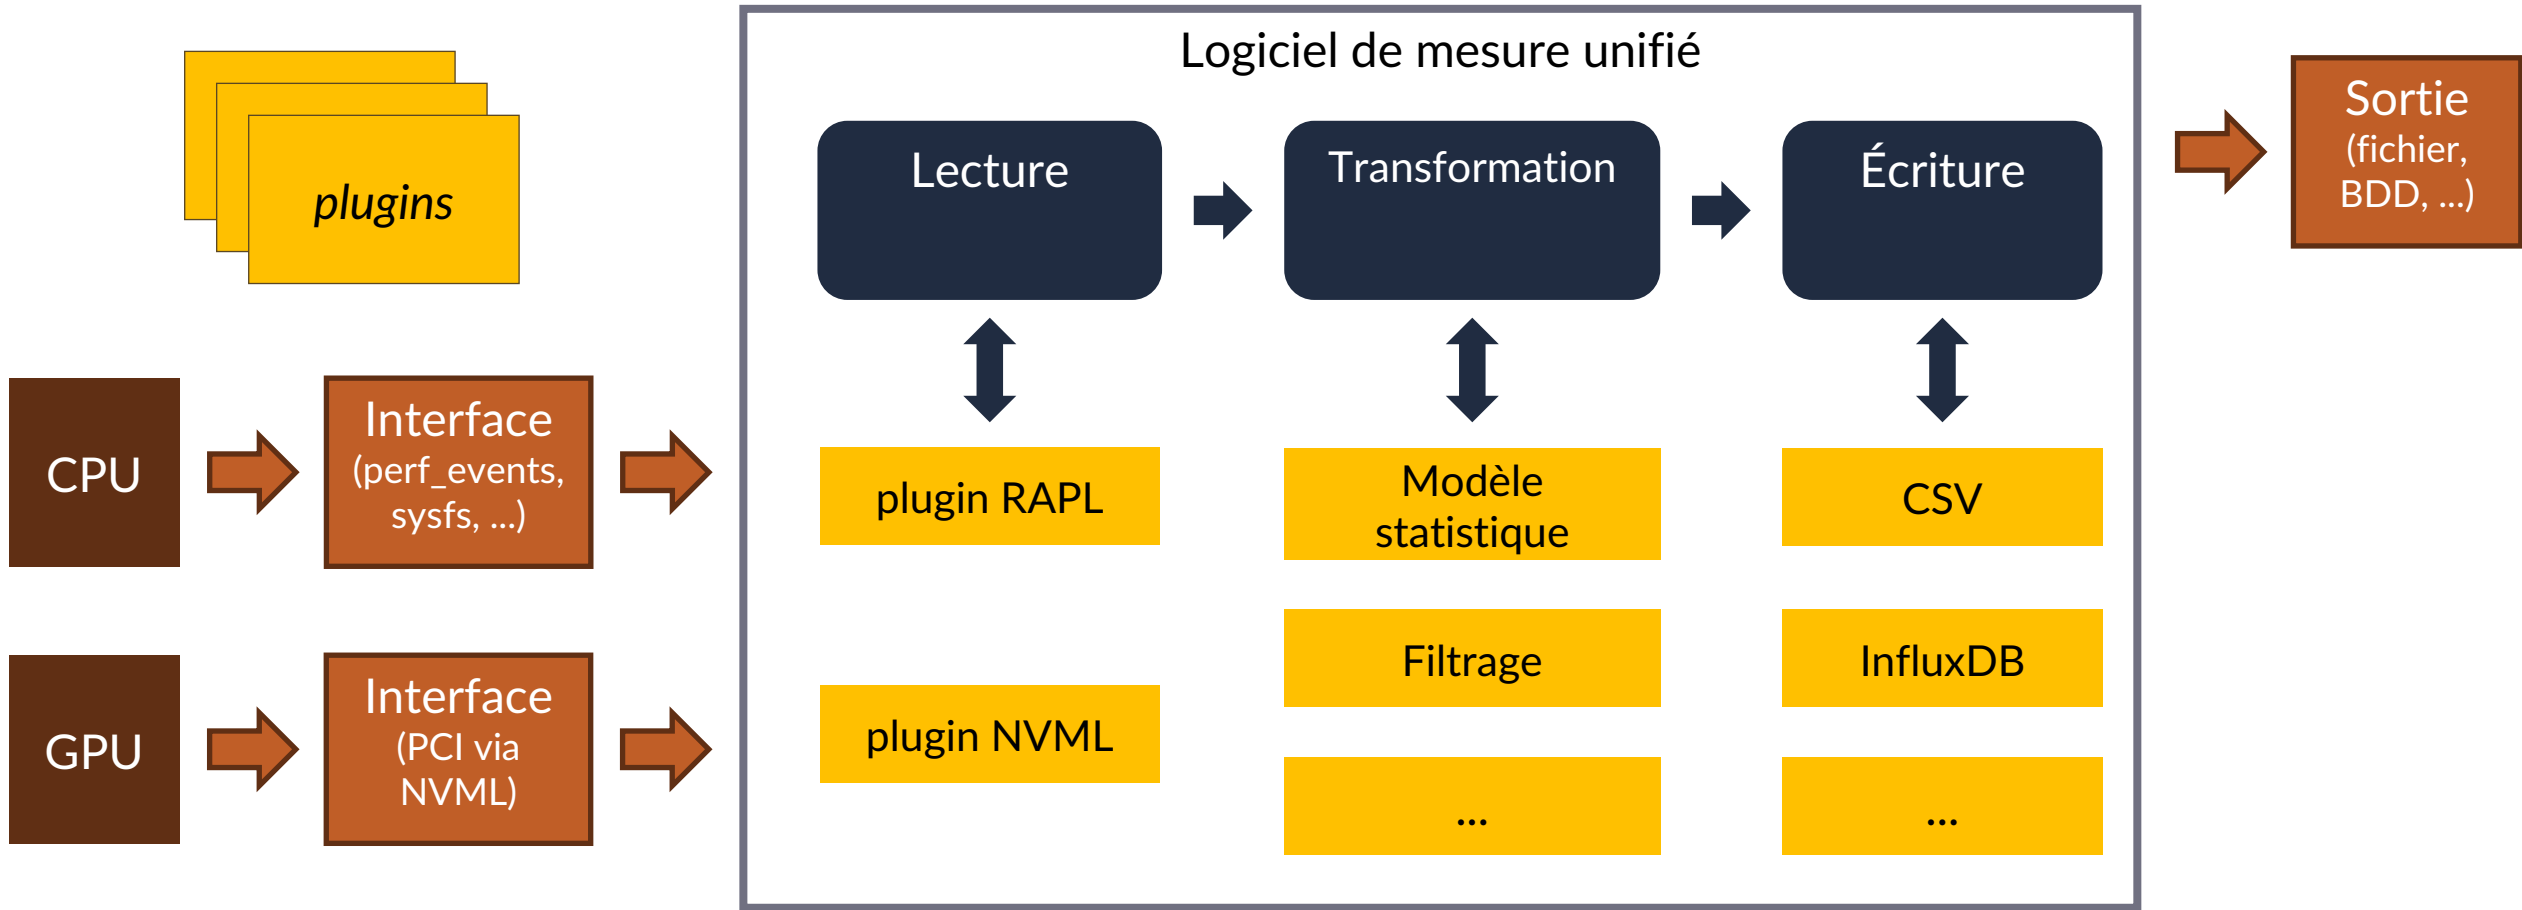 Logiciel de mesure unifié
plugins
Lecture
Transformation
Écriture
Sortie
(fichier,
BDD, ...)
CPU
Interface
(perf_events,
sysfs, ...)
plugin RAPL
Modèle
statistique
CSV
Filtrage
InfluxDB
GPU
Interface
(PCI via
NVML)
plugin NVML
...
...